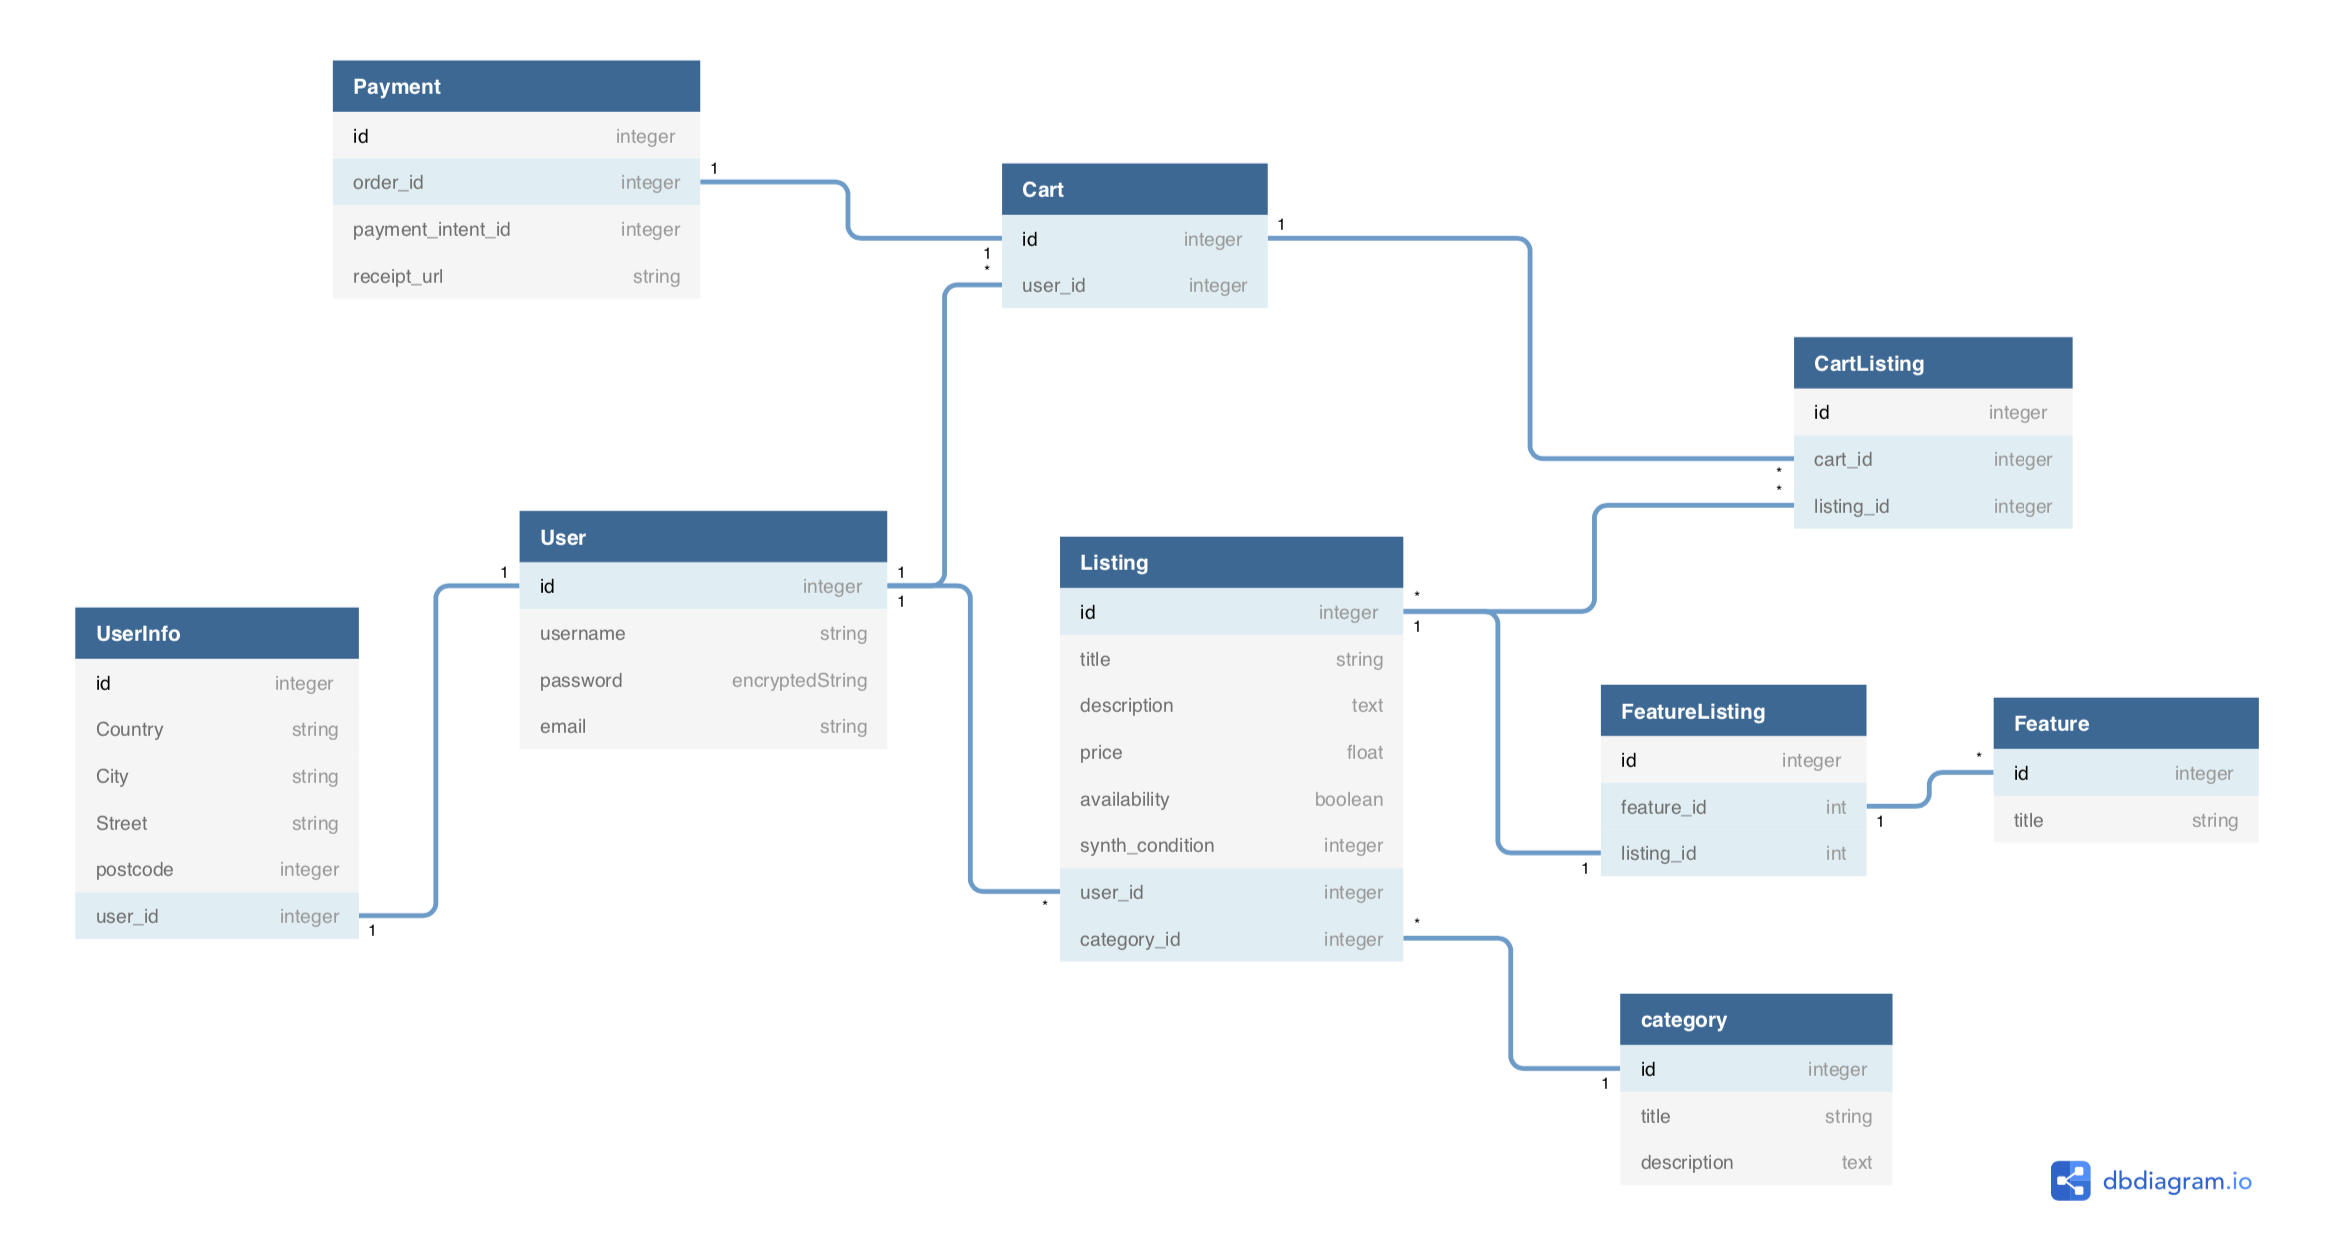 Payment
id integer
order_id integer
payment_intent_id integer
receipt_url string
1
1
Cart
id integer
user_id integer
1
*
CartListing
id integer
cart_id integer
listing_id integer
*
*
User
id integer
username string
password encryptedString
email string
1
1
1
UserInfo
id integer
Country string
City string
Street string
postcode integer
user_id integer
1
Listing
id integer
title string
description text
price float
availability boolean
synth_condition integer
user_id integer
category_id integer
*
1
*
*
FeatureListing
id integer
feature_id int
listing_id int
1
1
Feature
id integer
title string
*
category
id integer
title string
description text
1
dbdiagram.io